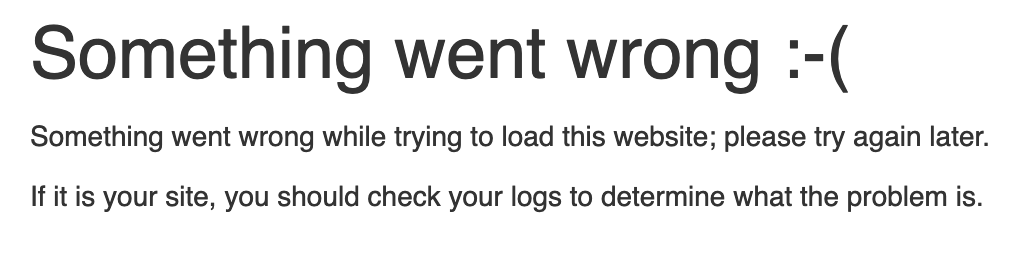 Something went wrong :-(
Something went wrong while trying to load this website; please try again later.
If it is your site, you should check your logs to determine what the problem is.